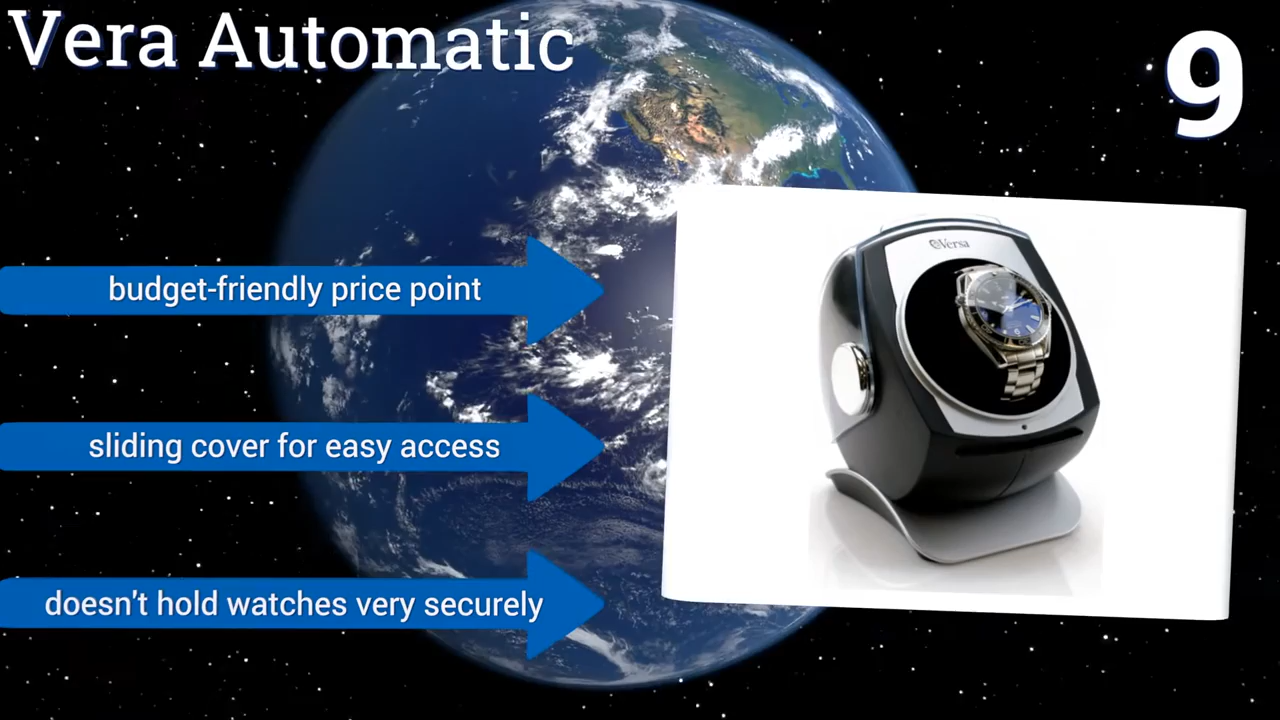 Vera Automatic
9
budget-friendly price point
sliding cover for easy access
doesn't hold watches very securely
Versa